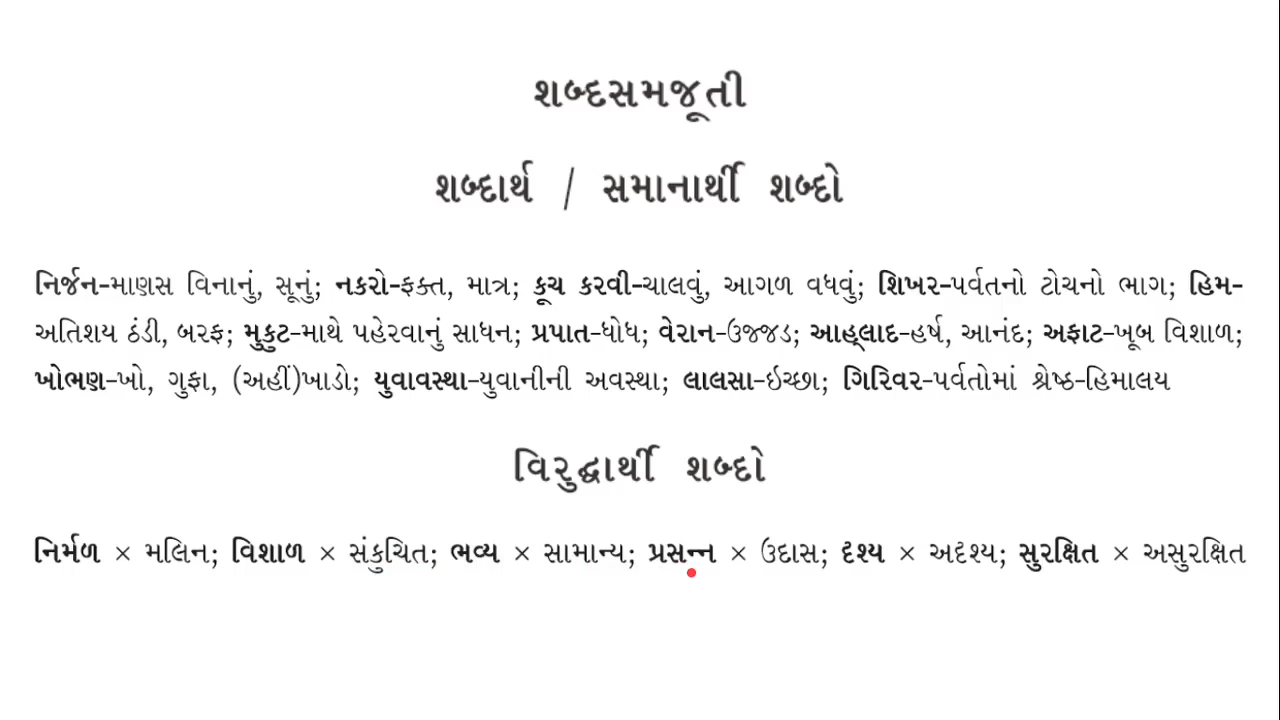 શબ્દસમજૂતી
શબ્દાર્થ / સમાનાર્થી શબ્દો
નિર્જન-માણસ વિનાનું, સૂનું; નકરો-ફક્ત, માત્ર; કૂચ કરવી-ચાલવું, આગળ વધવું; શિખર-પર્વતનો ટોચનો ભાગ; હિમ-
અતિશય ઠંડી, બરફ; મુકુટ-માથે પહેરવાનું સાધન; પ્રપાત-ધોધ; વેરાન-ઉજ્જડ; આહ્લાદ-હર્ષ, આનંદ; અફાટ-ખૂબ વિશાળ;
ખોભણ-ખો, ગુફા, (અહીં)ખાડો; યુવાવસ્થા-યુવાનીની અવસ્થા; લાલસા-ઇચ્છા; ગિરિવર-પર્વતોમાં શ્રેષ્ઠ-હિમાલય
વિરુદ્ધાર્થી શબ્દો
નિર્મળ × મલિન; વિશાળ × સંકુચિત; ભવ્ય × સામાન્ય; પ્રસન્ન × ઉદાસ; દૃશ્ય × અદૃશ્ય; સુરક્ષિત × અસુરક્ષિત